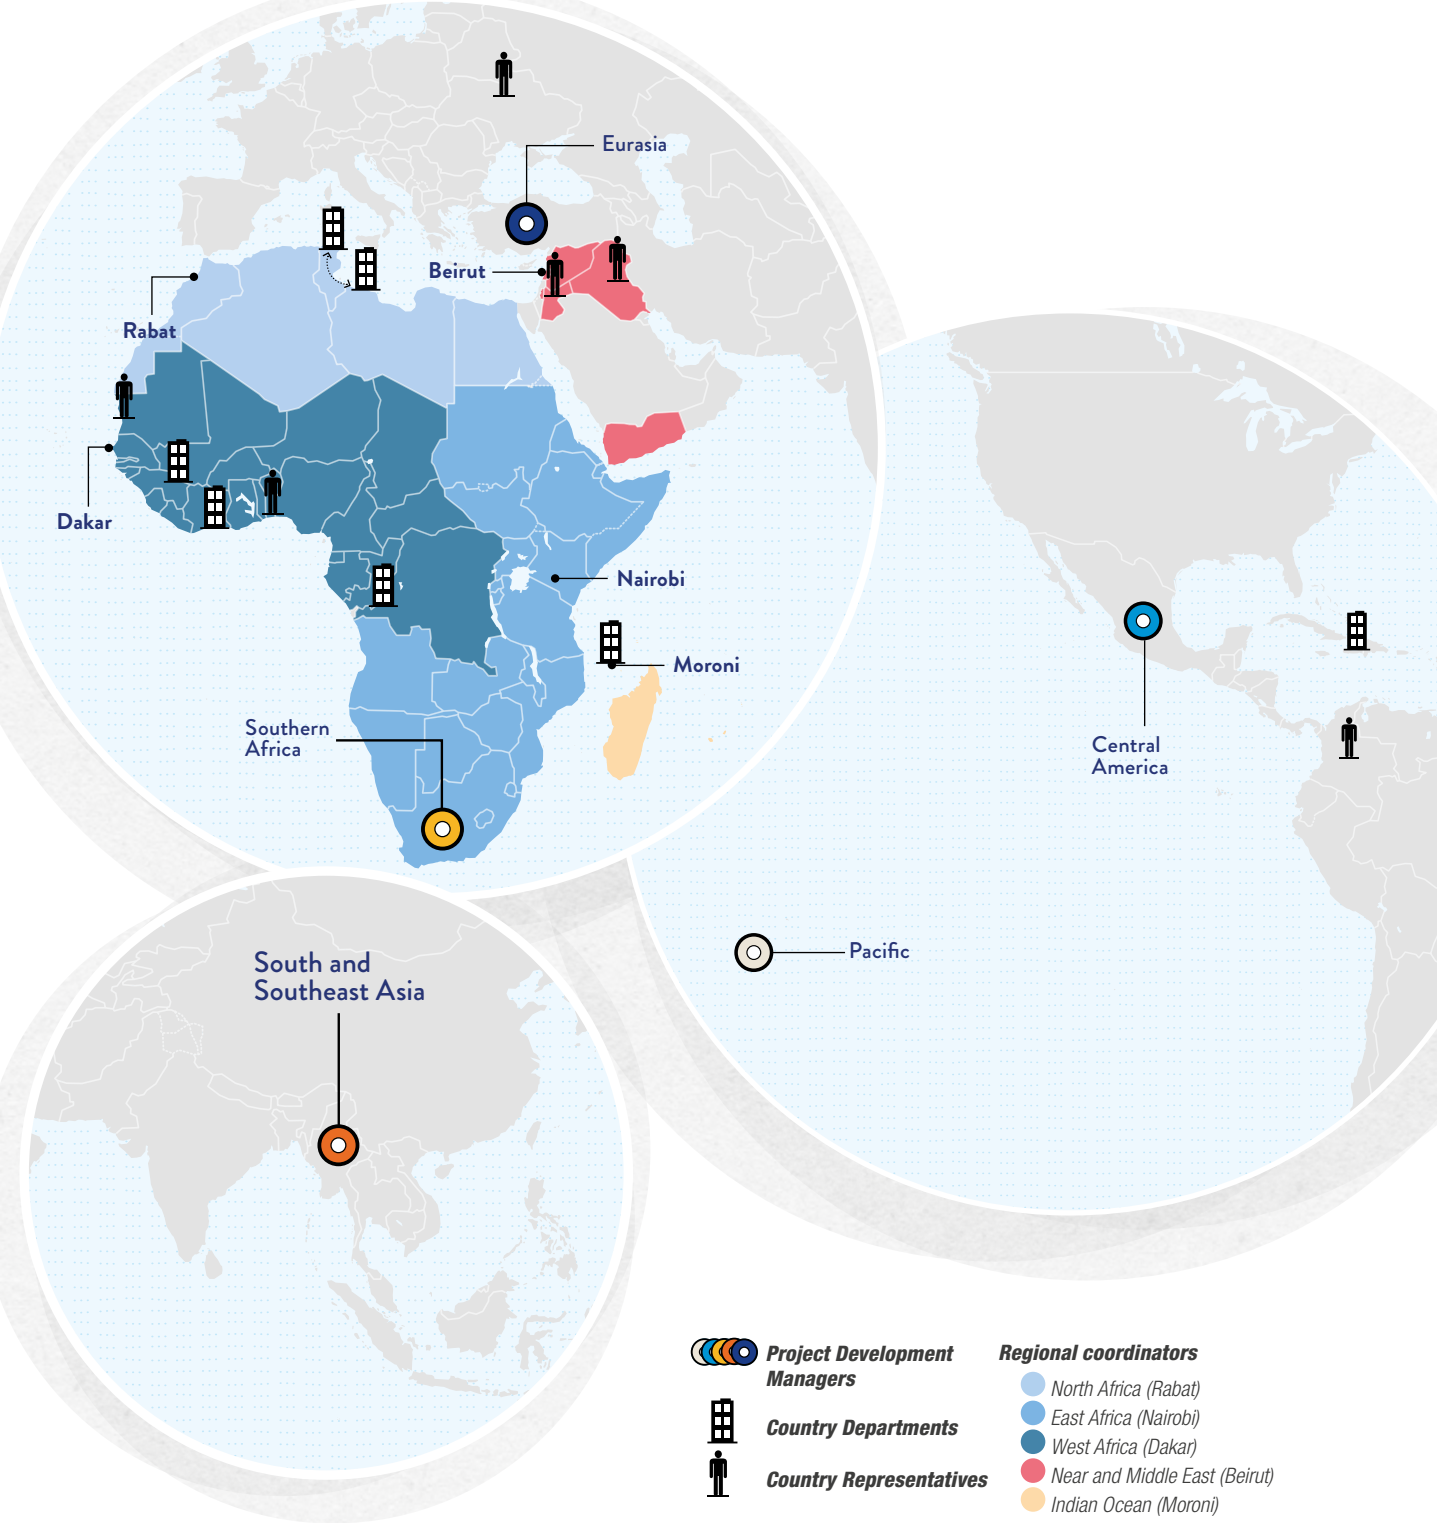 Eurasia
Beirut
Rabat
Dakar
Nairobi
Moroni
Southern
Africa
Central
America
Pacific
South and
Southeast Asia
Project Development
Managers
Country Departments
Country Representatives
Regional coordinators
North Africa (Rabat)
East Africa (Nairobi)
West Africa (Dakar)
Near and Middle East (Beirut)
Indian Ocean (Moroni)